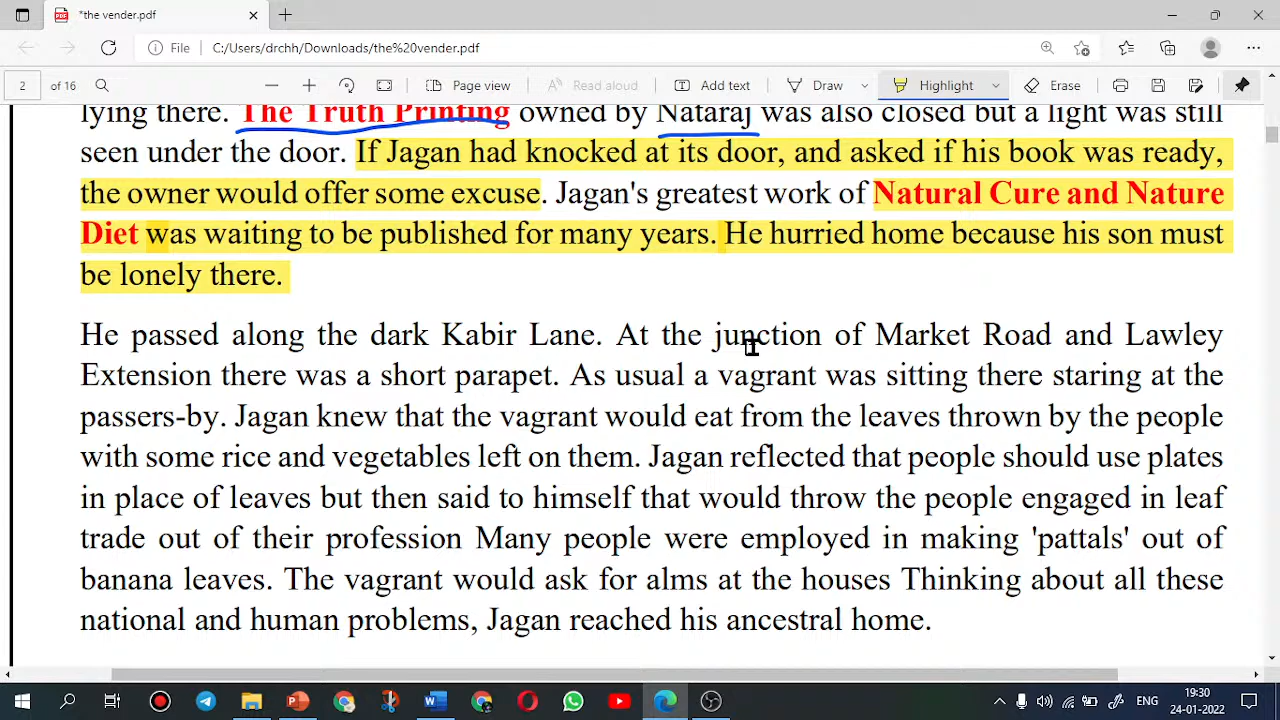 *the vender.pdf
File C:/Users/drchh/Downloads/the%20vender.pdf
2 of 16 Page view Read aloud Add text Draw Highlight Erase
lying there. The Truth Printing owned by Nataraj was also closed but a light was still
seen under the door. If Jagan had knocked at its door, and asked if his book was ready,
the owner would offer some excuse. Jagan's greatest work of Natural Cure and Nature
Diet was waiting to be published for many years. He hurried home because his son must
be lonely there.
He passed along the dark Kabir Lane. At the junction of Market Road and Lawley
Extension there was a short parapet. As usual a vagrant was sitting there staring at the
passers-by. Jagan knew that the vagrant would eat from the leaves thrown by the people
with some rice and vegetables left on them. Jagan reflected that people should use plates
in place of leaves but then said to himself that would throw the people engaged in leaf
trade out of their profession Many people were employed in making 'pattals' out of
banana leaves. The vagrant would ask for alms at the houses Thinking about all these
national and human problems, Jagan reached his ancestral home.
ENG 19:30
24-01-2022